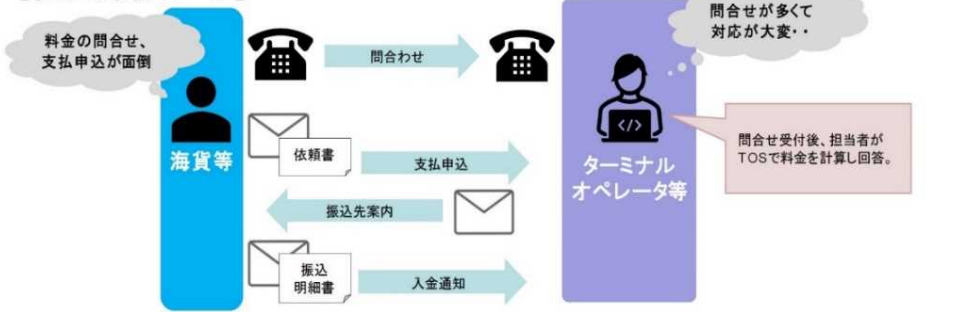 料金の問合せ、
支払申込が面倒
問合せが多くて
対応が大変・・
問合わせ
海貨等
依頼書
支払申込
ターミナル
オペレータ等
問合せ受付後、担当者が
TOSで料金を計算し回答。
振込先案内
振込
明細書
入金通知